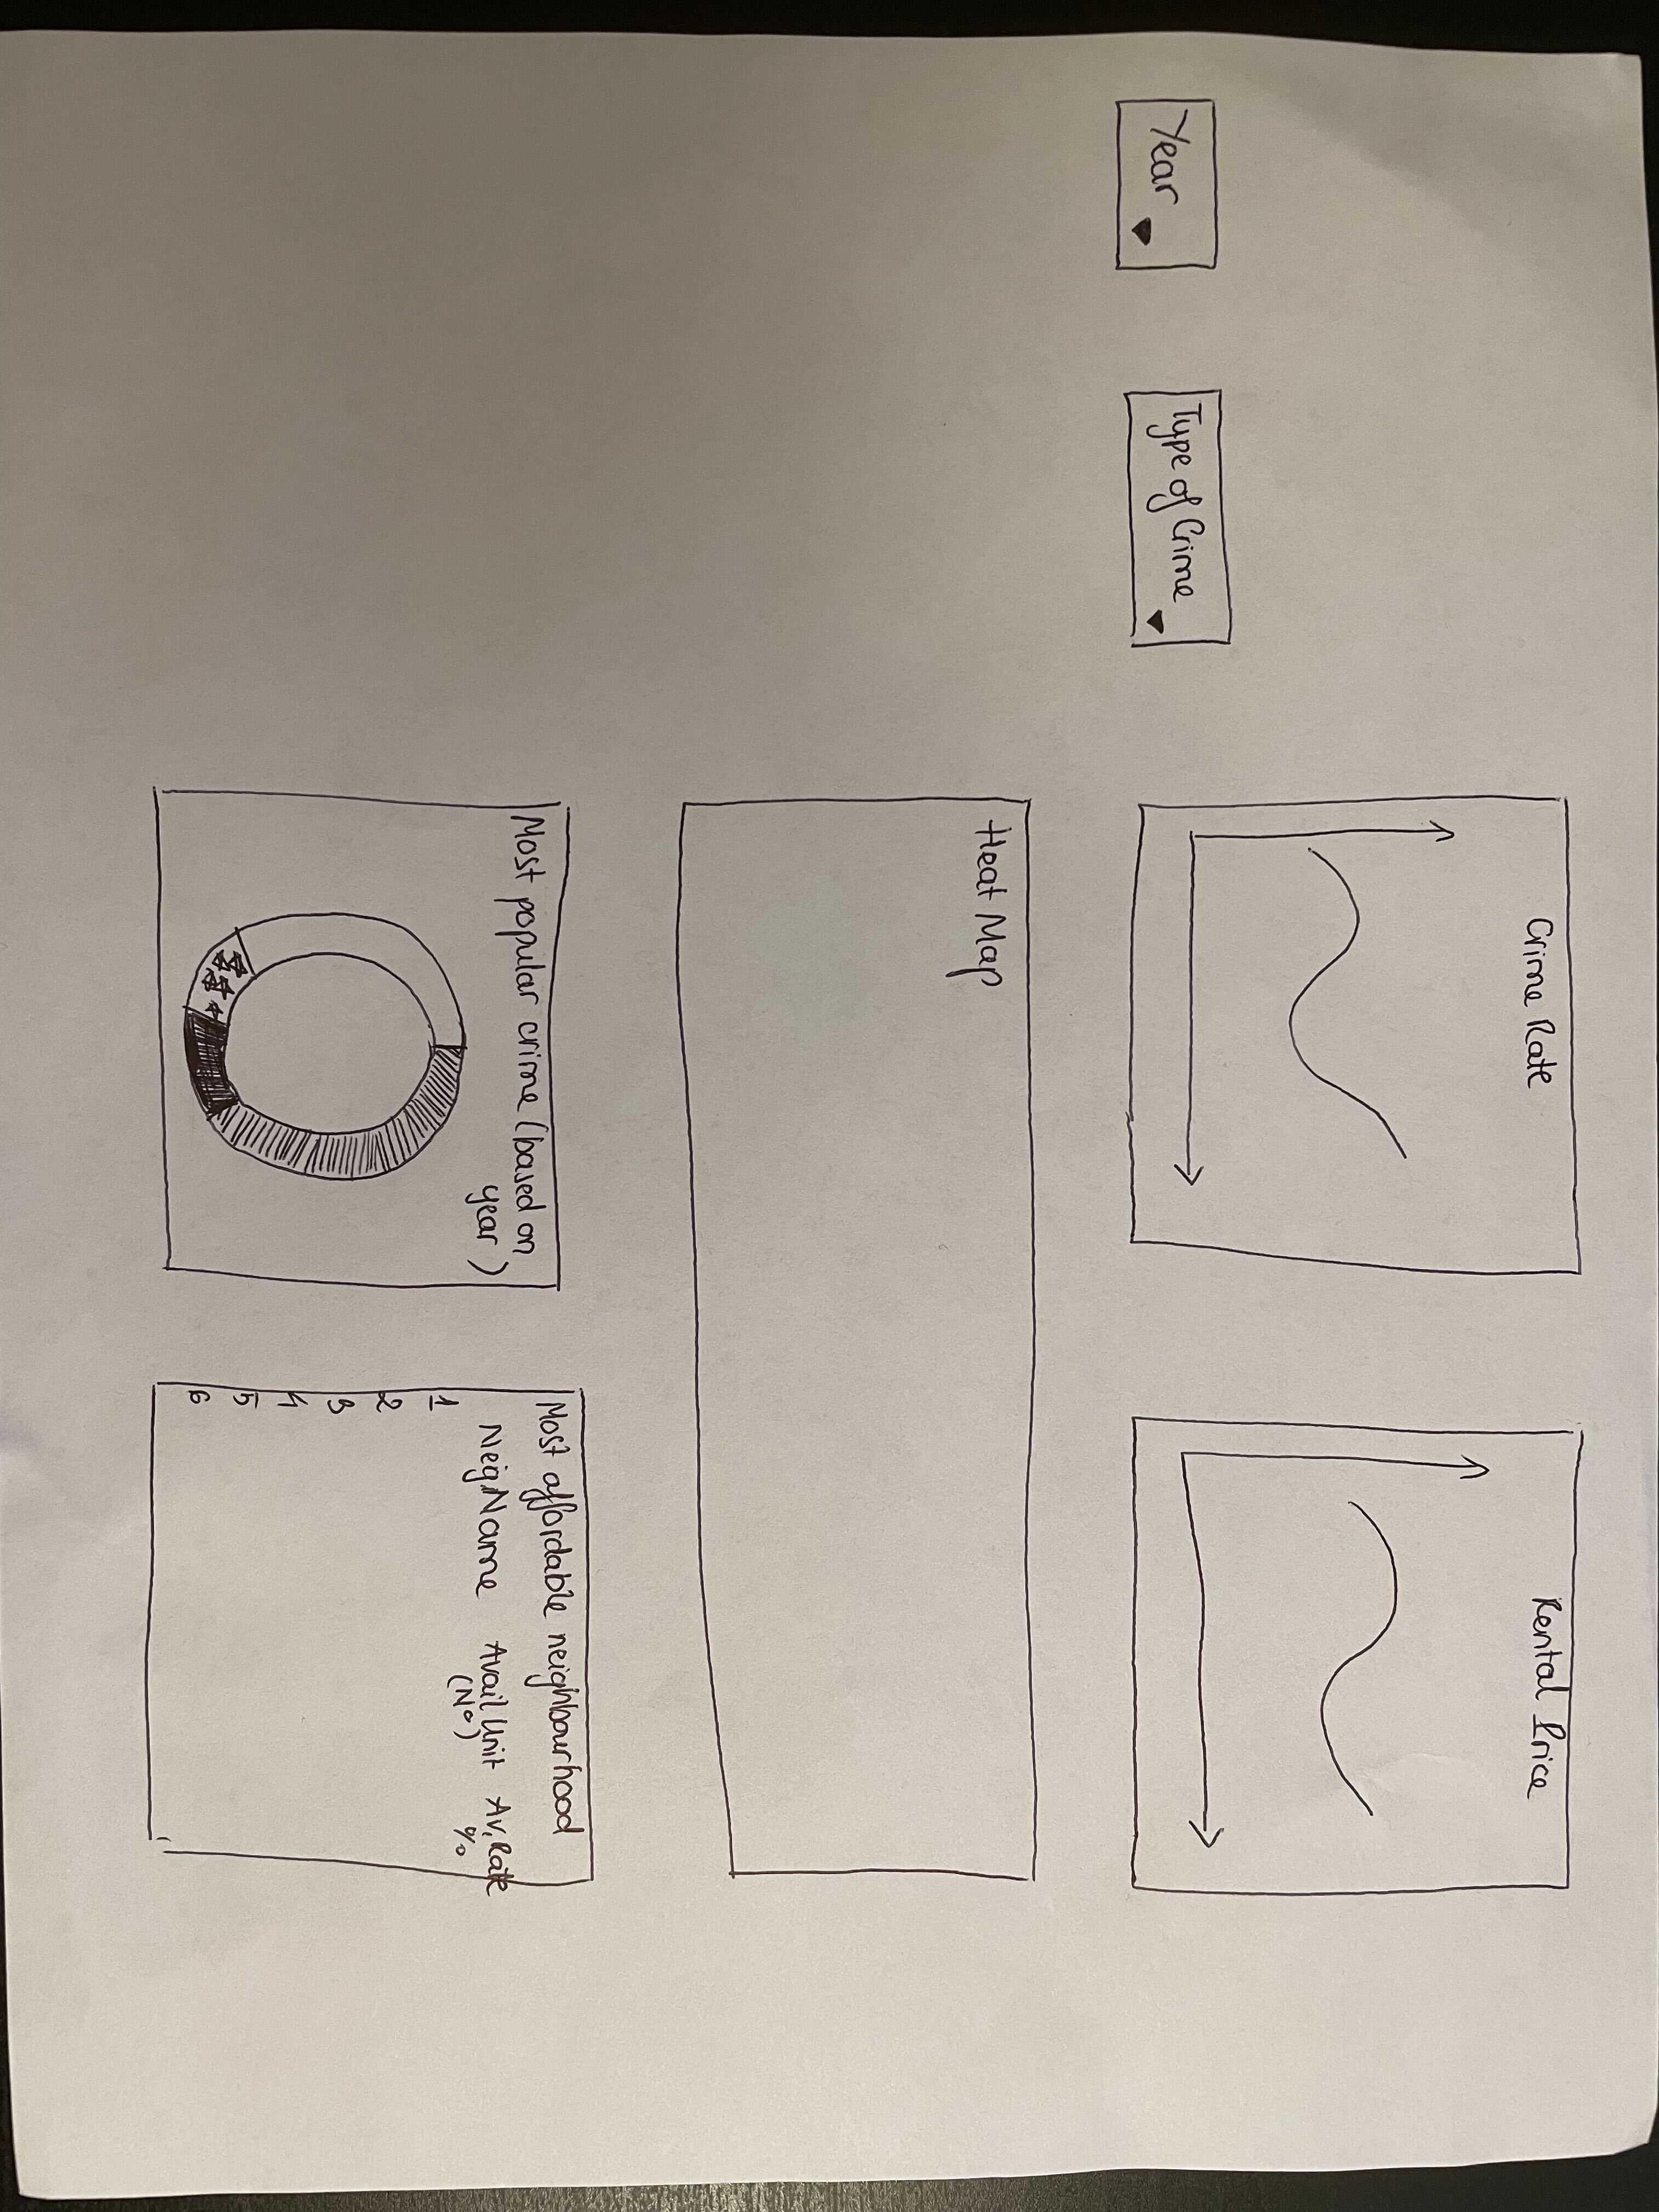 Crime Rate
Rental Price
Year
Type of Crime
Heat Map
Most popular crime (based on
year)
Most affordable neighbourhood
Neig.Name Avail Unit Av. Rate
(N°) %
1
2
3
4
5
6